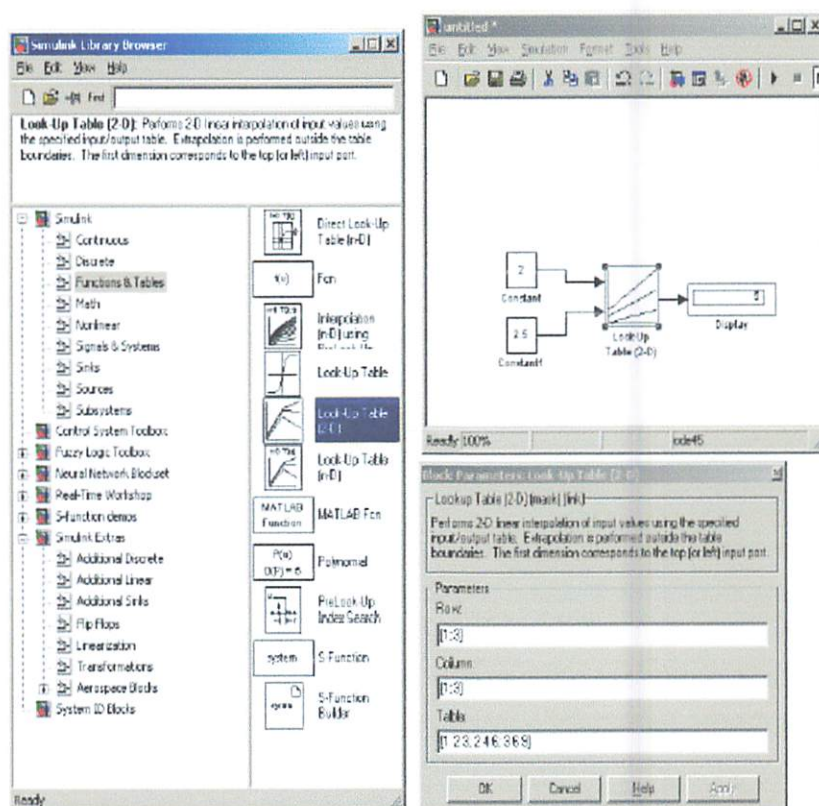 Simulink Library Browser
File Edit View Help
Find
Look-Up Table (2-D): Performs 2-D linear interpolation of input values using
the specified input/output table. Extrapolation is performed outside the table
boundaries. The first dimension corresponds to the top (or left) input port.
Simulink
Continuous
Discrete
Functions & Tables
Math
Nonlinear
Signals & Systems
Sinks
Sources
Subsystems
Control System Toolbox
Fuzzy Logic Toolbox
Neural Network Blockset
Real-Time Workshop
S-function demos
Simulink Extras
Additional Discrete
Additional Linear
Additional Sinks
Flip Flops
Linearization
Transformations
Aerospace Blocks
System ID Blocks
Direct Look-Up
Table (n-D)
f(u)
Fcn
Interpolation
(n-D) using
Look-Up Table
Look-Up Table
(2-D)
Look-Up Table
(n-D)
MATLAB
Function
MATLAB Fcn
P(u)
O(P) = 6
Polynomial
PreLook-Up
Index Search
system
S-Function
S-Function
Builder
Ready
untitled *
File Edit View Simulation Format Tools Help
2
Constant
2.5
Constant1
Look-Up
Table (2-D)
5
Display
Ready 100% ode45
Block Parameters: Look-Up Table (2-D)
Lookup Table (2-D) (mask) (link)
Performs 2-D linear interpolation of input values using the specified
input/output table. Extrapolation is performed outside the table
boundaries. The first dimension corresponds to the top (or left) input port.
Parameters
Row:
[1:3]
Column:
[1:3]
Table:
[1 2 3; 2 4 6; 3 6 9]
OK Cancel Help Apply